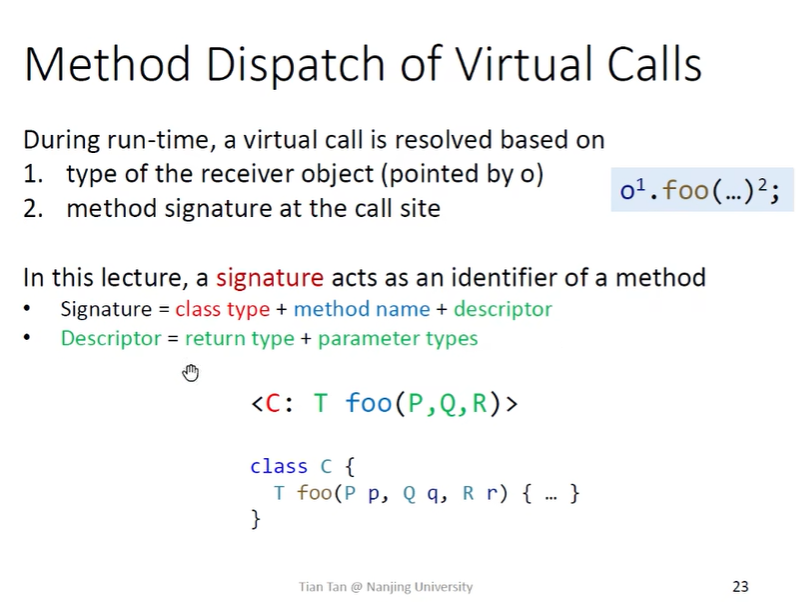 Method Dispatch of Virtual Calls
During run-time, a virtual call is resolved based on
1. type of the receiver object (pointed by o)
2. method signature at the call site
o¹.foo(…)²;
In this lecture, a signature acts as an identifier of a method
• Signature = class type + method name + descriptor
• Descriptor = return type + parameter types
<C: T foo(P,Q,R)>
class C {
T foo(P p, Q q, R r) { … }
}
Tian Tan @ Nanjing University
23